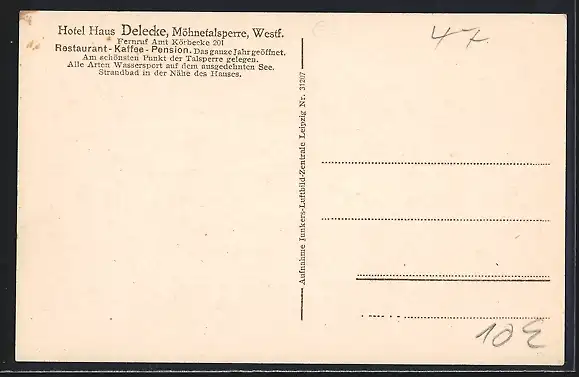 Hotel Haus Delecke, Möhnetalsperre, Westf.
Fernruf Amt Körbecke 201
Restaurant - Kaffee - Pension. Das ganze Jahr geöffnet.
Am schönsten Punkt der Talsperre gelegen.
Alle Arten Wassersport auf dem ausgedehnten See.
Strandbad in der Nähe des Hauses.
Aufnahme Junkers-Luftbild-Zentrale Leipzig Nr. 31207
47
10 E